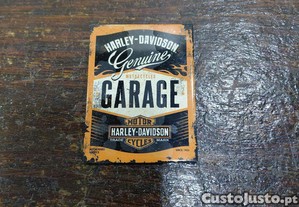 HARLEY-DAVIDSON
Genuine
MOTORCYCLES
GARAGE
MOTOR
HARLEY-DAVIDSON
CYCLES
CustoJusto.pt